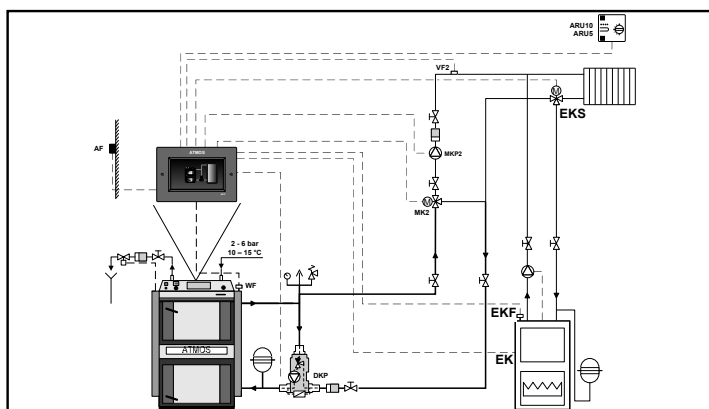 ARU10
ARU5
VF2
M
EKS
AF
ATMOS
MKP2
M
MK2
2 - 6 bar
10 – 15 °C
WF
EKF
ATMOS
EK
DKP